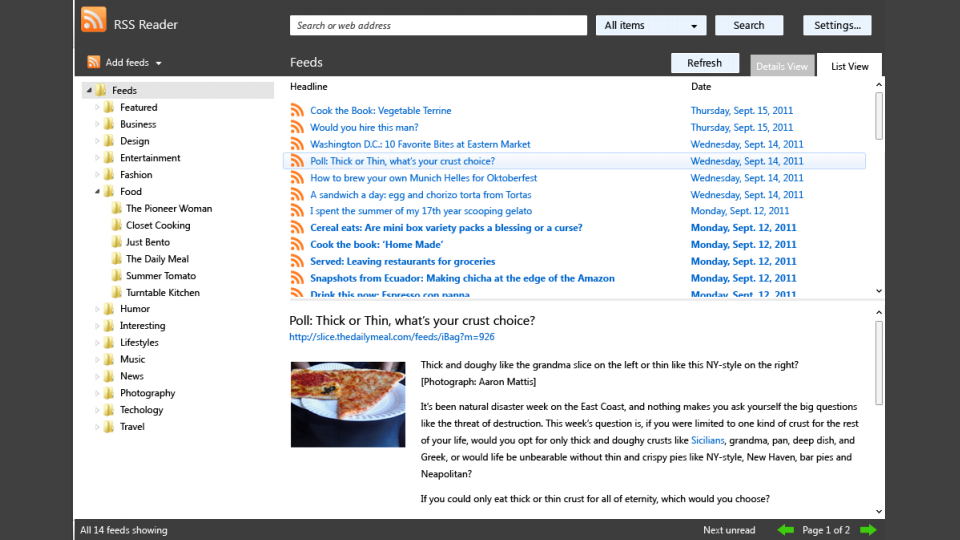 RSS Reader
Search or web address
All items
Search
Settings...
Add feeds
Feeds
Refresh
Details View
List View
Feeds
Featured
Business
Design
Entertainment
Fashion
Food
The Pioneer Woman
Closet Cooking
Just Bento
The Daily Meal
Summer Tomato
Turntable Kitchen
Humor
Interesting
Lifestyles
Music
News
Photography
Techology
Travel
Headline Date
Cook the Book: Vegetable Terrine Thursday, Sept. 15, 2011
Would you hire this man? Thursday, Sept. 15, 2011
Washington D.C.: 10 Favorite Bites at Eastern Market Wednesday, Sept. 14, 2011
Poll: Thick or Thin, what's your crust choice? Wednesday, Sept. 14, 2011
How to brew your own Munich Helles for Oktoberfest Wednesday, Sept. 14, 2011
A sandwich a day: egg and chorizo torta from Tortas Wednesday, Sept. 14, 2011
I spent the summer of my 17th year scooping gelato Monday, Sept. 12, 2011
Cereal eats: Are mini box variety packs a blessing or a curse? Monday, Sept. 12, 2011
Cook the book: ‘Home Made’ Monday, Sept. 12, 2011
Served: Leaving restaurants for groceries Monday, Sept. 12, 2011
Snapshots from Ecuador: Making chicha at the edge of the Amazon Monday, Sept. 12, 2011
Drink this now: Espresso con panna Monday, Sept. 12, 2011
Poll: Thick or Thin, what's your crust choice?
http://slice.thedailymeal.com/feeds/iBag?m=926
Thick and doughy like the grandma slice on the left or thin like this NY-style on the right?
[Photograph: Aaron Mattis]
It's been natural disaster week on the East Coast, and nothing makes you ask yourself the big questions
like the threat of destruction. This week's question is, if you were limited to one kind of crust for the rest
of your life, would you opt for only thick and doughy crusts like Sicilians, grandma, pan, deep dish, and
Greek, or would life be unbearable without thin and crispy pies like NY-style, New Haven, bar pies and
Neapolitan?
If you could only eat thick or thin crust for all of eternity, which would you choose?
All 14 feeds showing
Next unread
Page 1 of 2